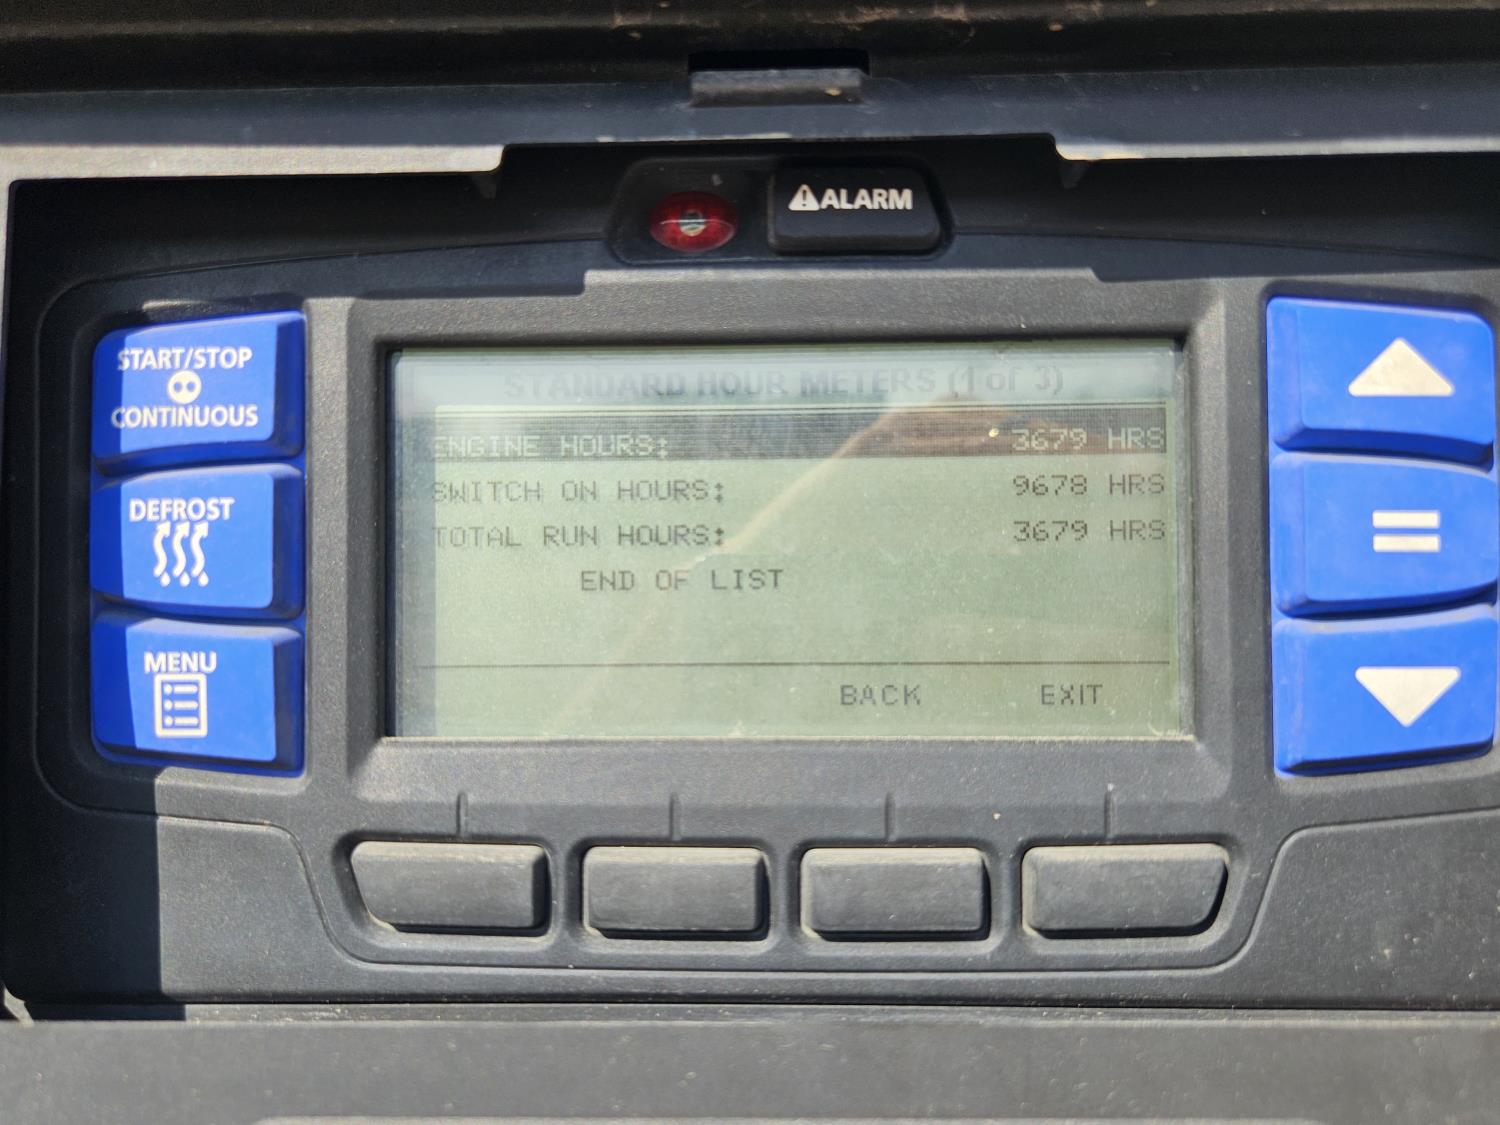 ALARM
START/STOP
CONTINUOUS
DEFROST
MENU
STANDARD HOUR METERS (1 of 3)
ENGINE HOURS: 3679 HRS
SWITCH ON HOURS: 9678 HRS
TOTAL RUN HOURS: 3679 HRS
END OF LIST
BACK EXIT